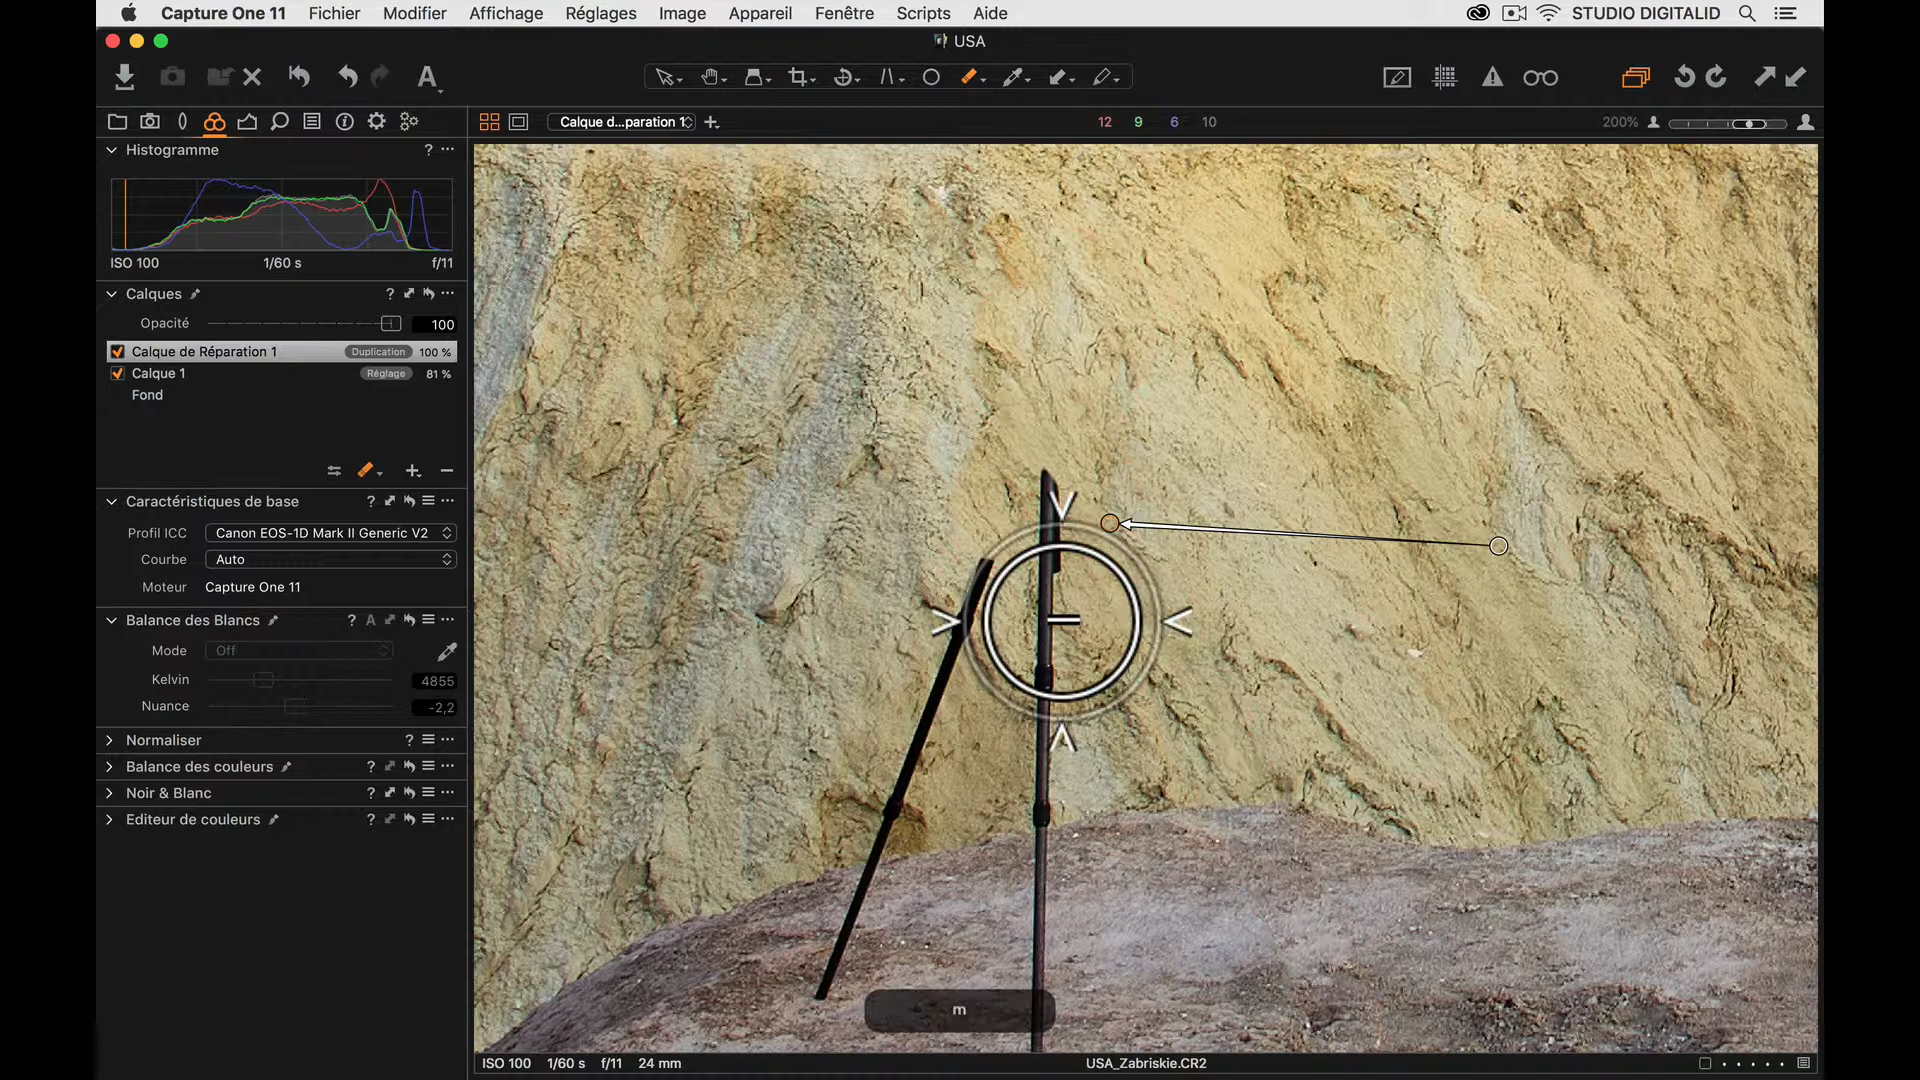 Capture One 11 Fichier Modifier Affichage Réglages Image Appareil Fenêtre Scripts Aide STUDIO DIGITALID
USA
A
Calque d...paration 1 12 9 6 10 200%
Histogramme ?
ISO 100 1/60 s f/11
Calques ?
Opacité 100
Calque de Réparation 1 Duplication 100 %
Calque 1 Réglage 81 %
Fond
Caractéristiques de base ?
Profil ICC Canon EOS-1D Mark II Generic V2
Courbe Auto
Moteur Capture One 11
Balance des Blancs ? A
Mode Off
Kelvin 4855
Nuance -2,2
Normaliser ?
Balance des couleurs ?
Noir & Blanc ?
Editeur de couleurs ?
m
ISO 100 1/60 s f/11 24 mm USA_Zabriskie.CR2